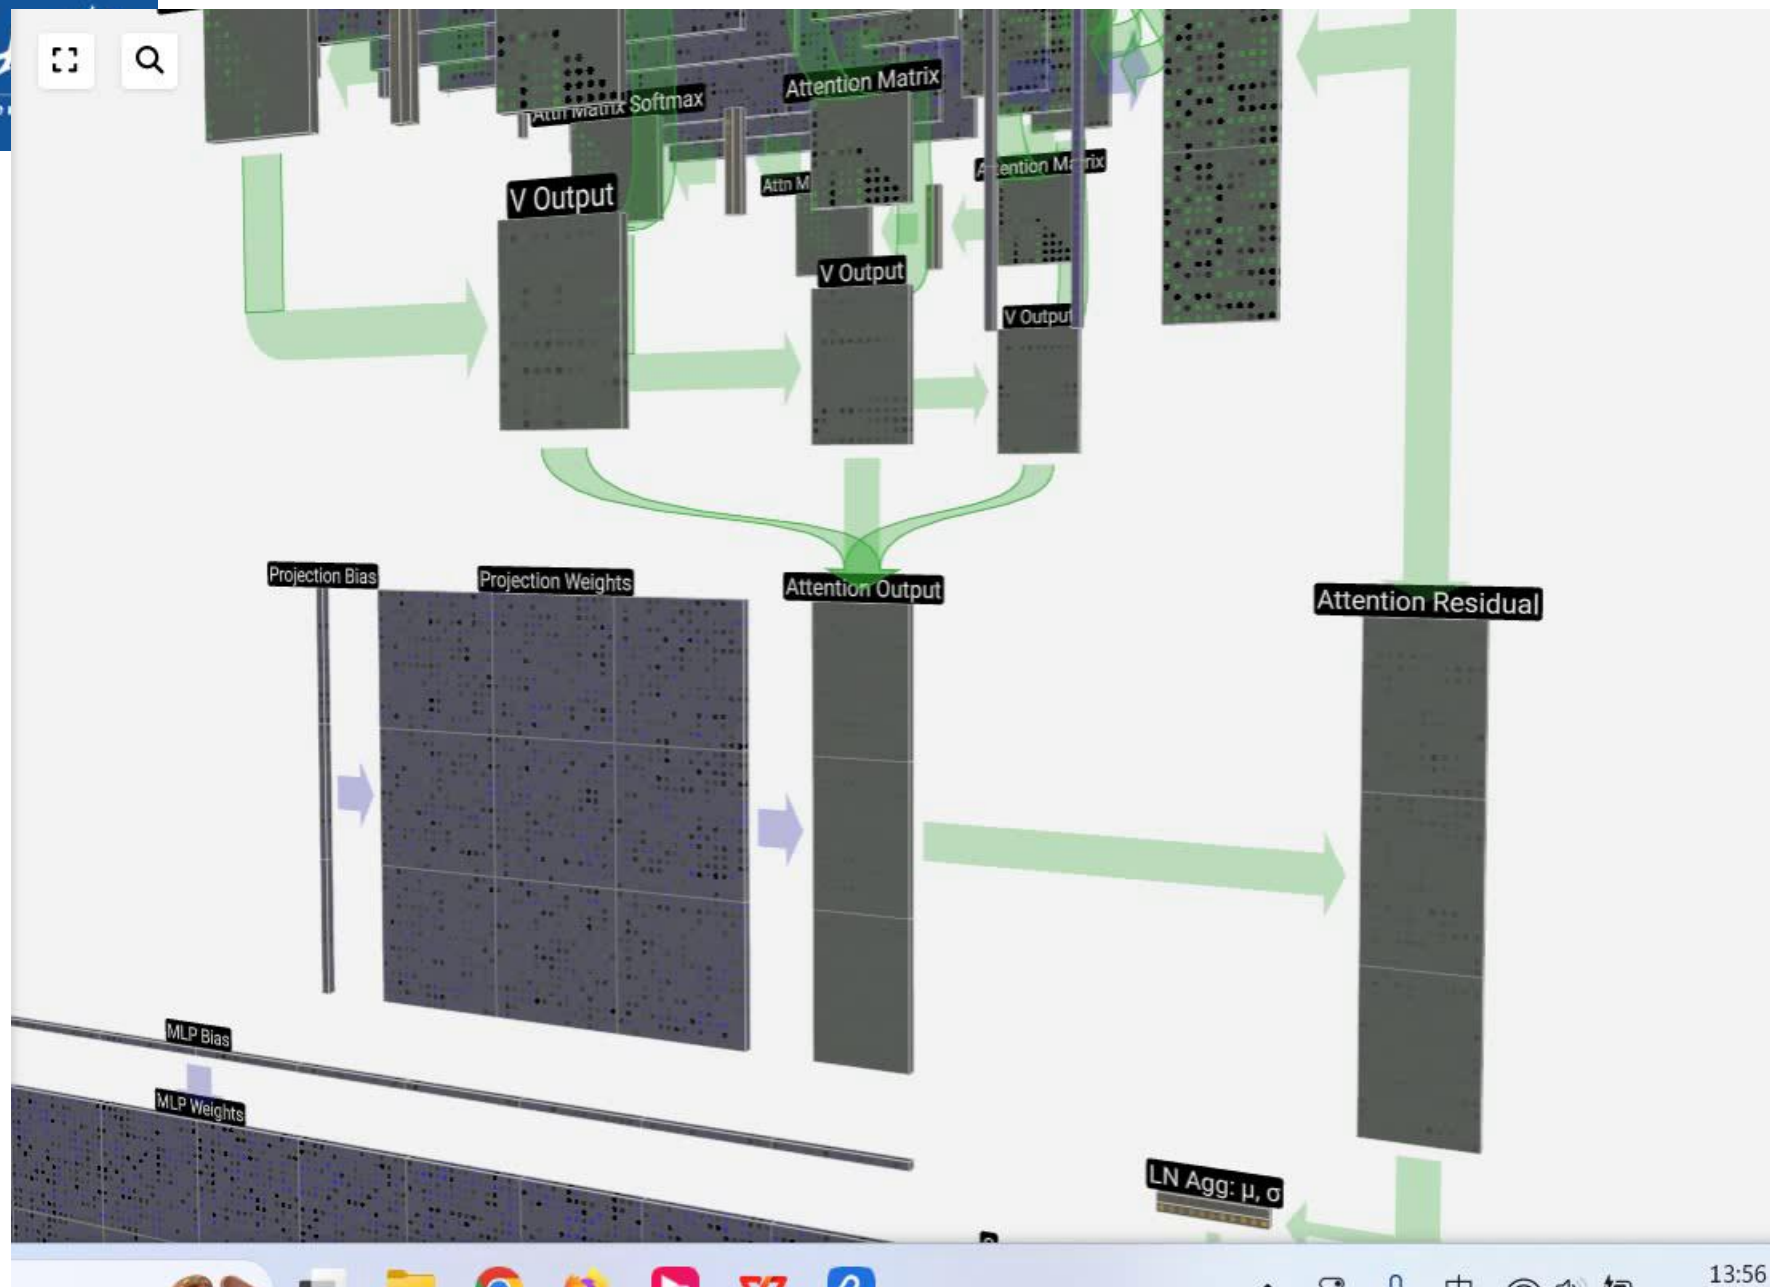 Attn Matrix Softmax
Attention Matrix
Attn M
Attention Matrix
V Output
V Output
V Output
Projection Bias
Projection Weights
Attention Output
Attention Residual
MLP Bias
MLP Weights
LN Agg: μ, σ
中
13:56